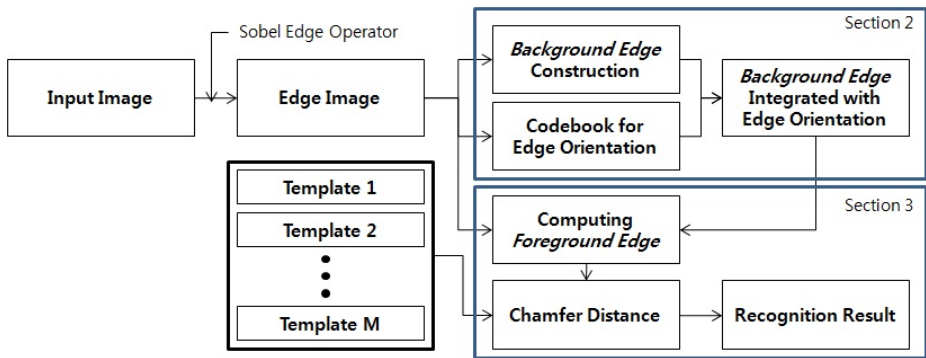 Sobel Edge Operator
Section 2
Input Image
Edge Image
Background Edge
Construction
Codebook for
Edge Orientation
Background Edge
Integrated with
Edge Orientation
Template 1
Template 2
Template M
Section 3
Computing
Foreground Edge
Chamfer Distance
Recognition Result